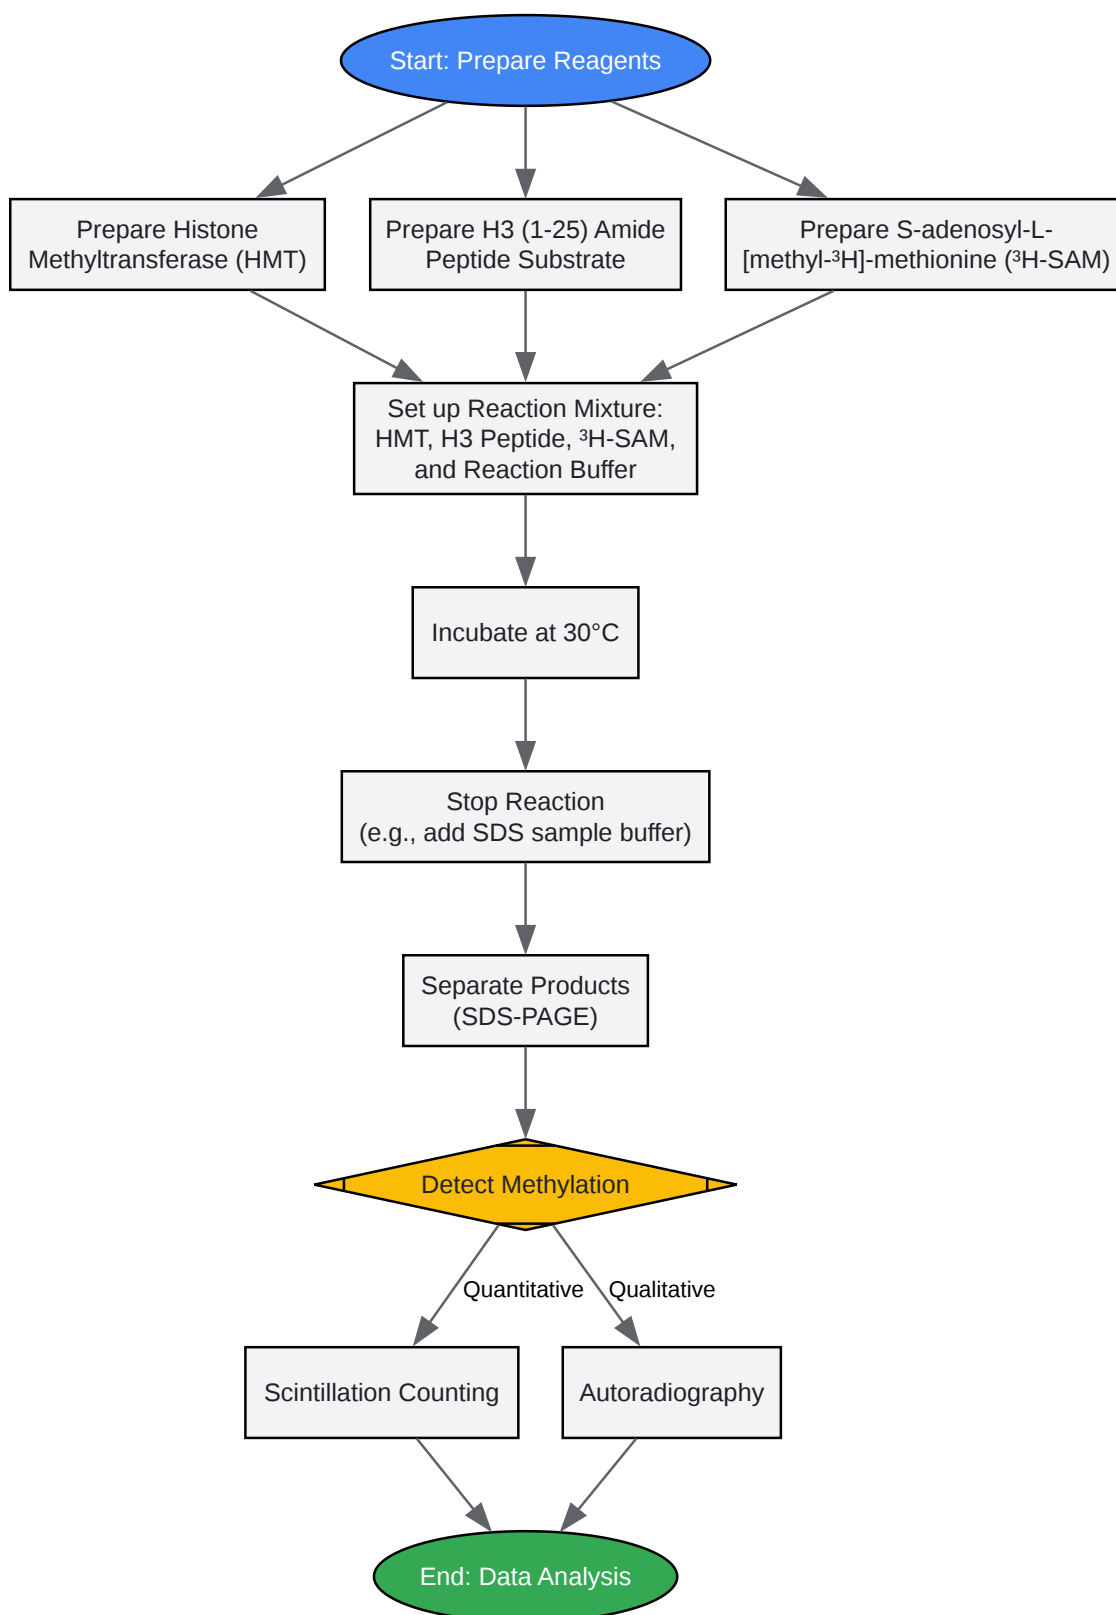 Start: Prepare Reagents
Prepare Histone
Methyltransferase (HMT)
Prepare H3 (1-25) Amide
Peptide Substrate
Prepare S-adenosyl-L-
[methyl-³H]-methionine (³H-SAM)
Set up Reaction Mixture:
HMT, H3 Peptide, ³H-SAM,
and Reaction Buffer
Incubate at 30°C
Stop Reaction
(e.g., add SDS sample buffer)
Separate Products
(SDS-PAGE)
Detect Methylation
Quantitative
Qualitative
Scintillation Counting
Autoradiography
End: Data Analysis